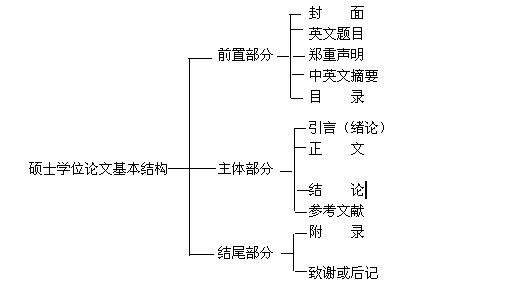 封　　面
英文题目
前置部分
郑重声明
中英文摘要
目　　录
引言（绪论）
正　　文
硕士学位论文基本结构
主体部分
结　　论
参考文献
附　　录
结尾部分
致谢或后记